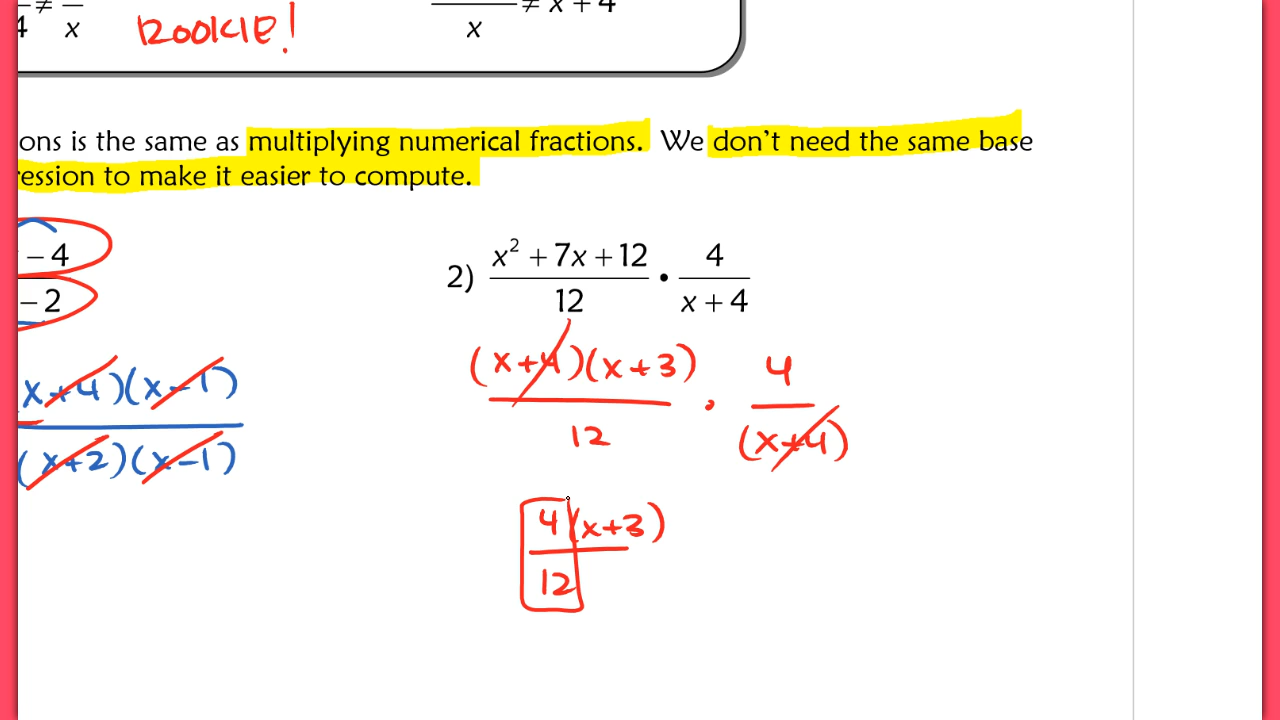 4 ≠ x ROOKIE!
x ≠ x + 4
ons is the same as multiplying numerical fractions. We don't need the same base
ession to make it easier to compute.
– 4
– 2
2) x² + 7x + 12 / 12 • 4 / x + 4
(x+4)(x+3) / 12 · 4 / (x+4)
x+4)(x–1)
(x+2)(x–1)
4(x+3)
12